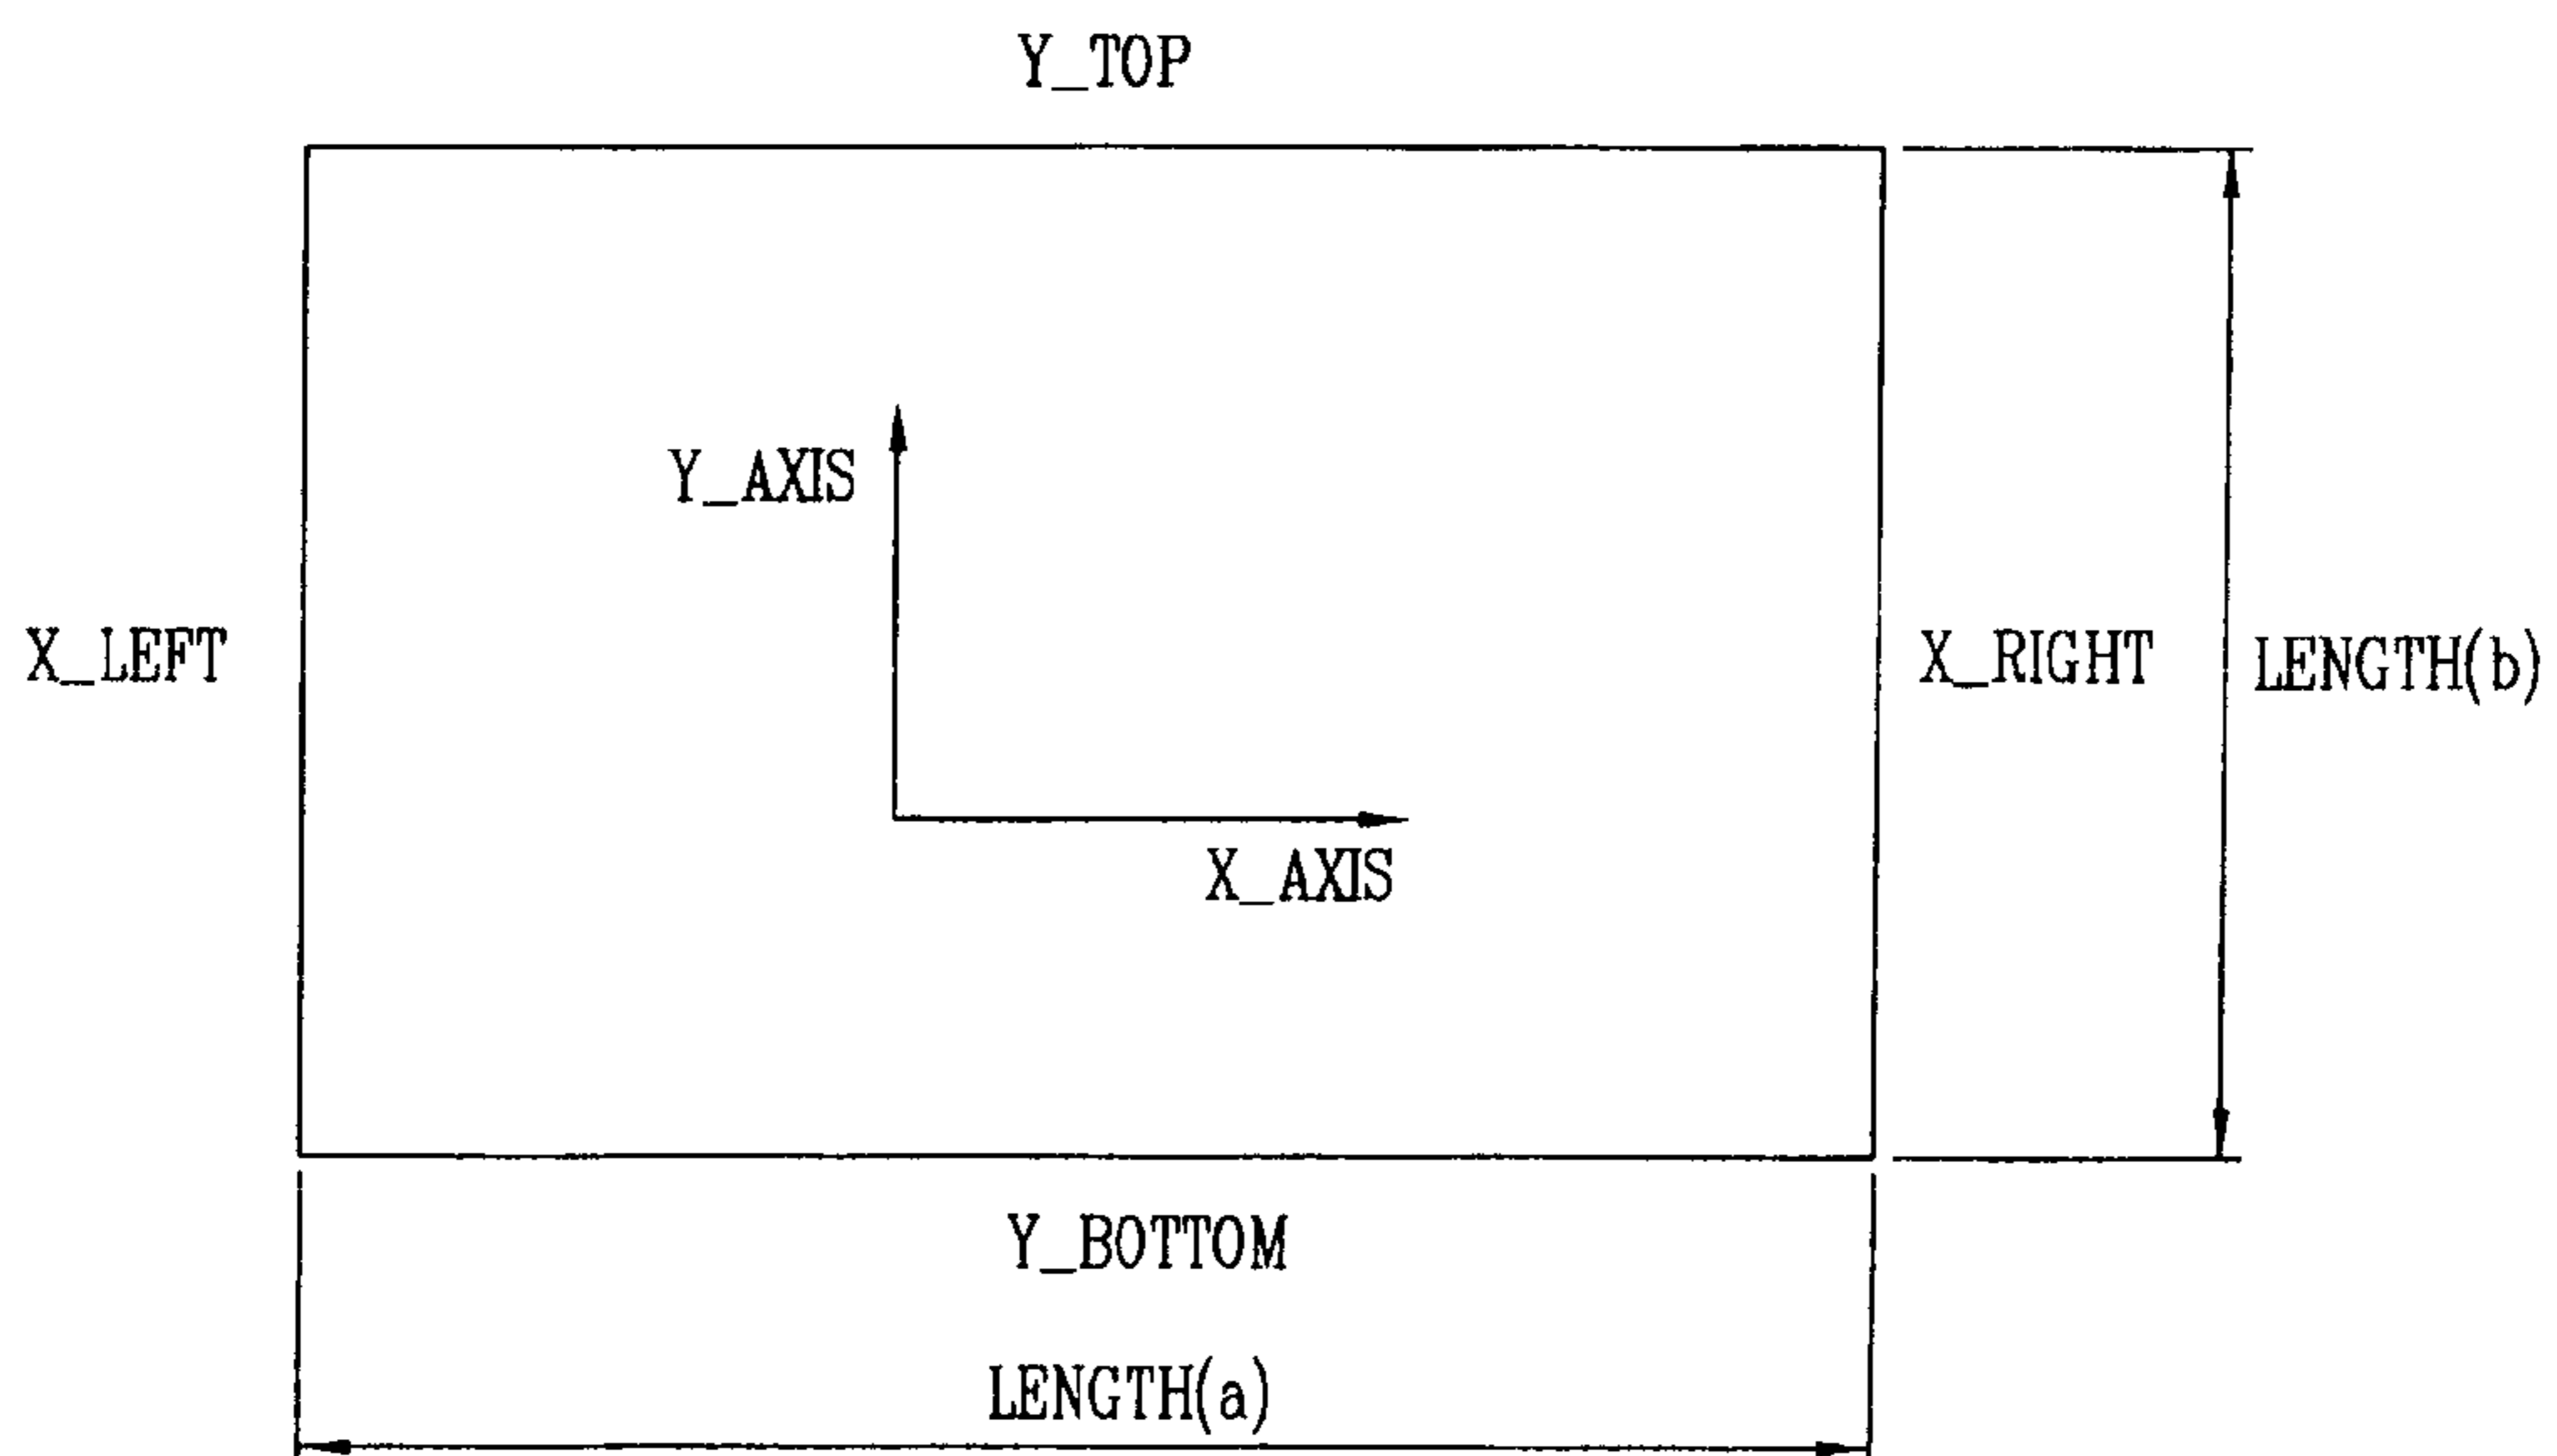 Y_TOP
Y_AXIS
X_LEFT
X_RIGHT
LENGTH(b)
X_AXIS
Y_BOTTOM
LENGTH(a)